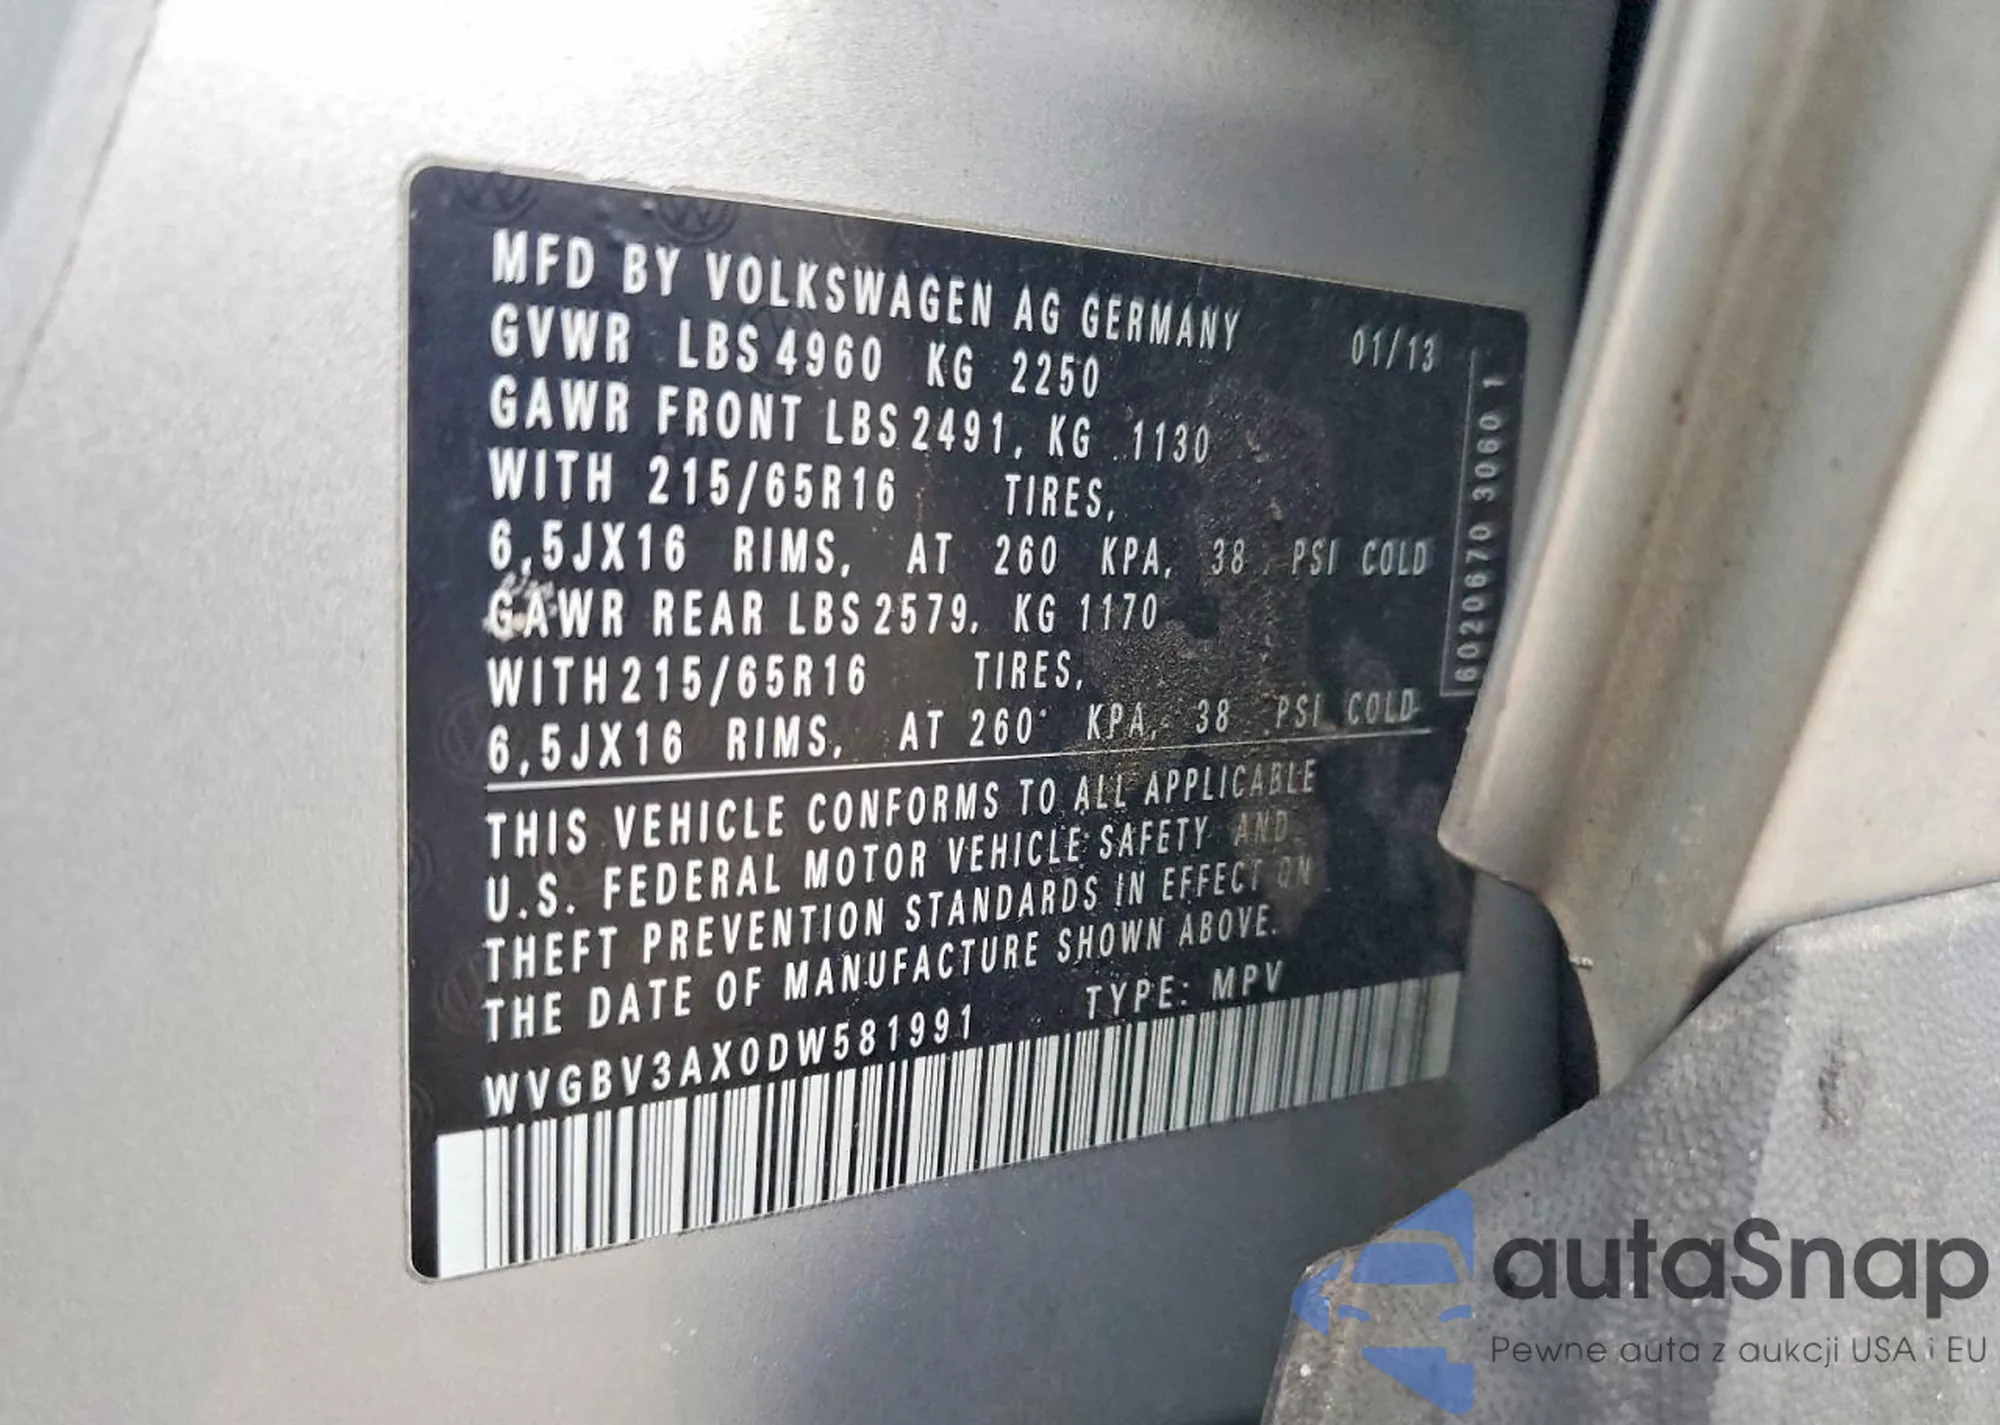 MFD BY VOLKSWAGEN AG GERMANY 01/13
GVWR LBS 4960 KG 2250
GAWR FRONT LBS 2491, KG 1130
WITH 215/65R16 TIRES,
6,5JX16 RIMS, AT 260 KPA, 38 PSI COLD
GAWR REAR LBS 2579, KG 1170
WITH 215/65R16 TIRES,
6,5JX16 RIMS, AT 260 KPA, 38 PSI COLD
THIS VEHICLE CONFORMS TO ALL APPLICABLE
U.S. FEDERAL MOTOR VEHICLE SAFETY AND
THEFT PREVENTION STANDARDS IN EFFECT ON
THE DATE OF MANUFACTURE SHOWN ABOVE.
WVGBV3AX0DW581991 TYPE: MPV
6020670 3060 1
autaSnap
Pewne auta z aukcji USA i EU